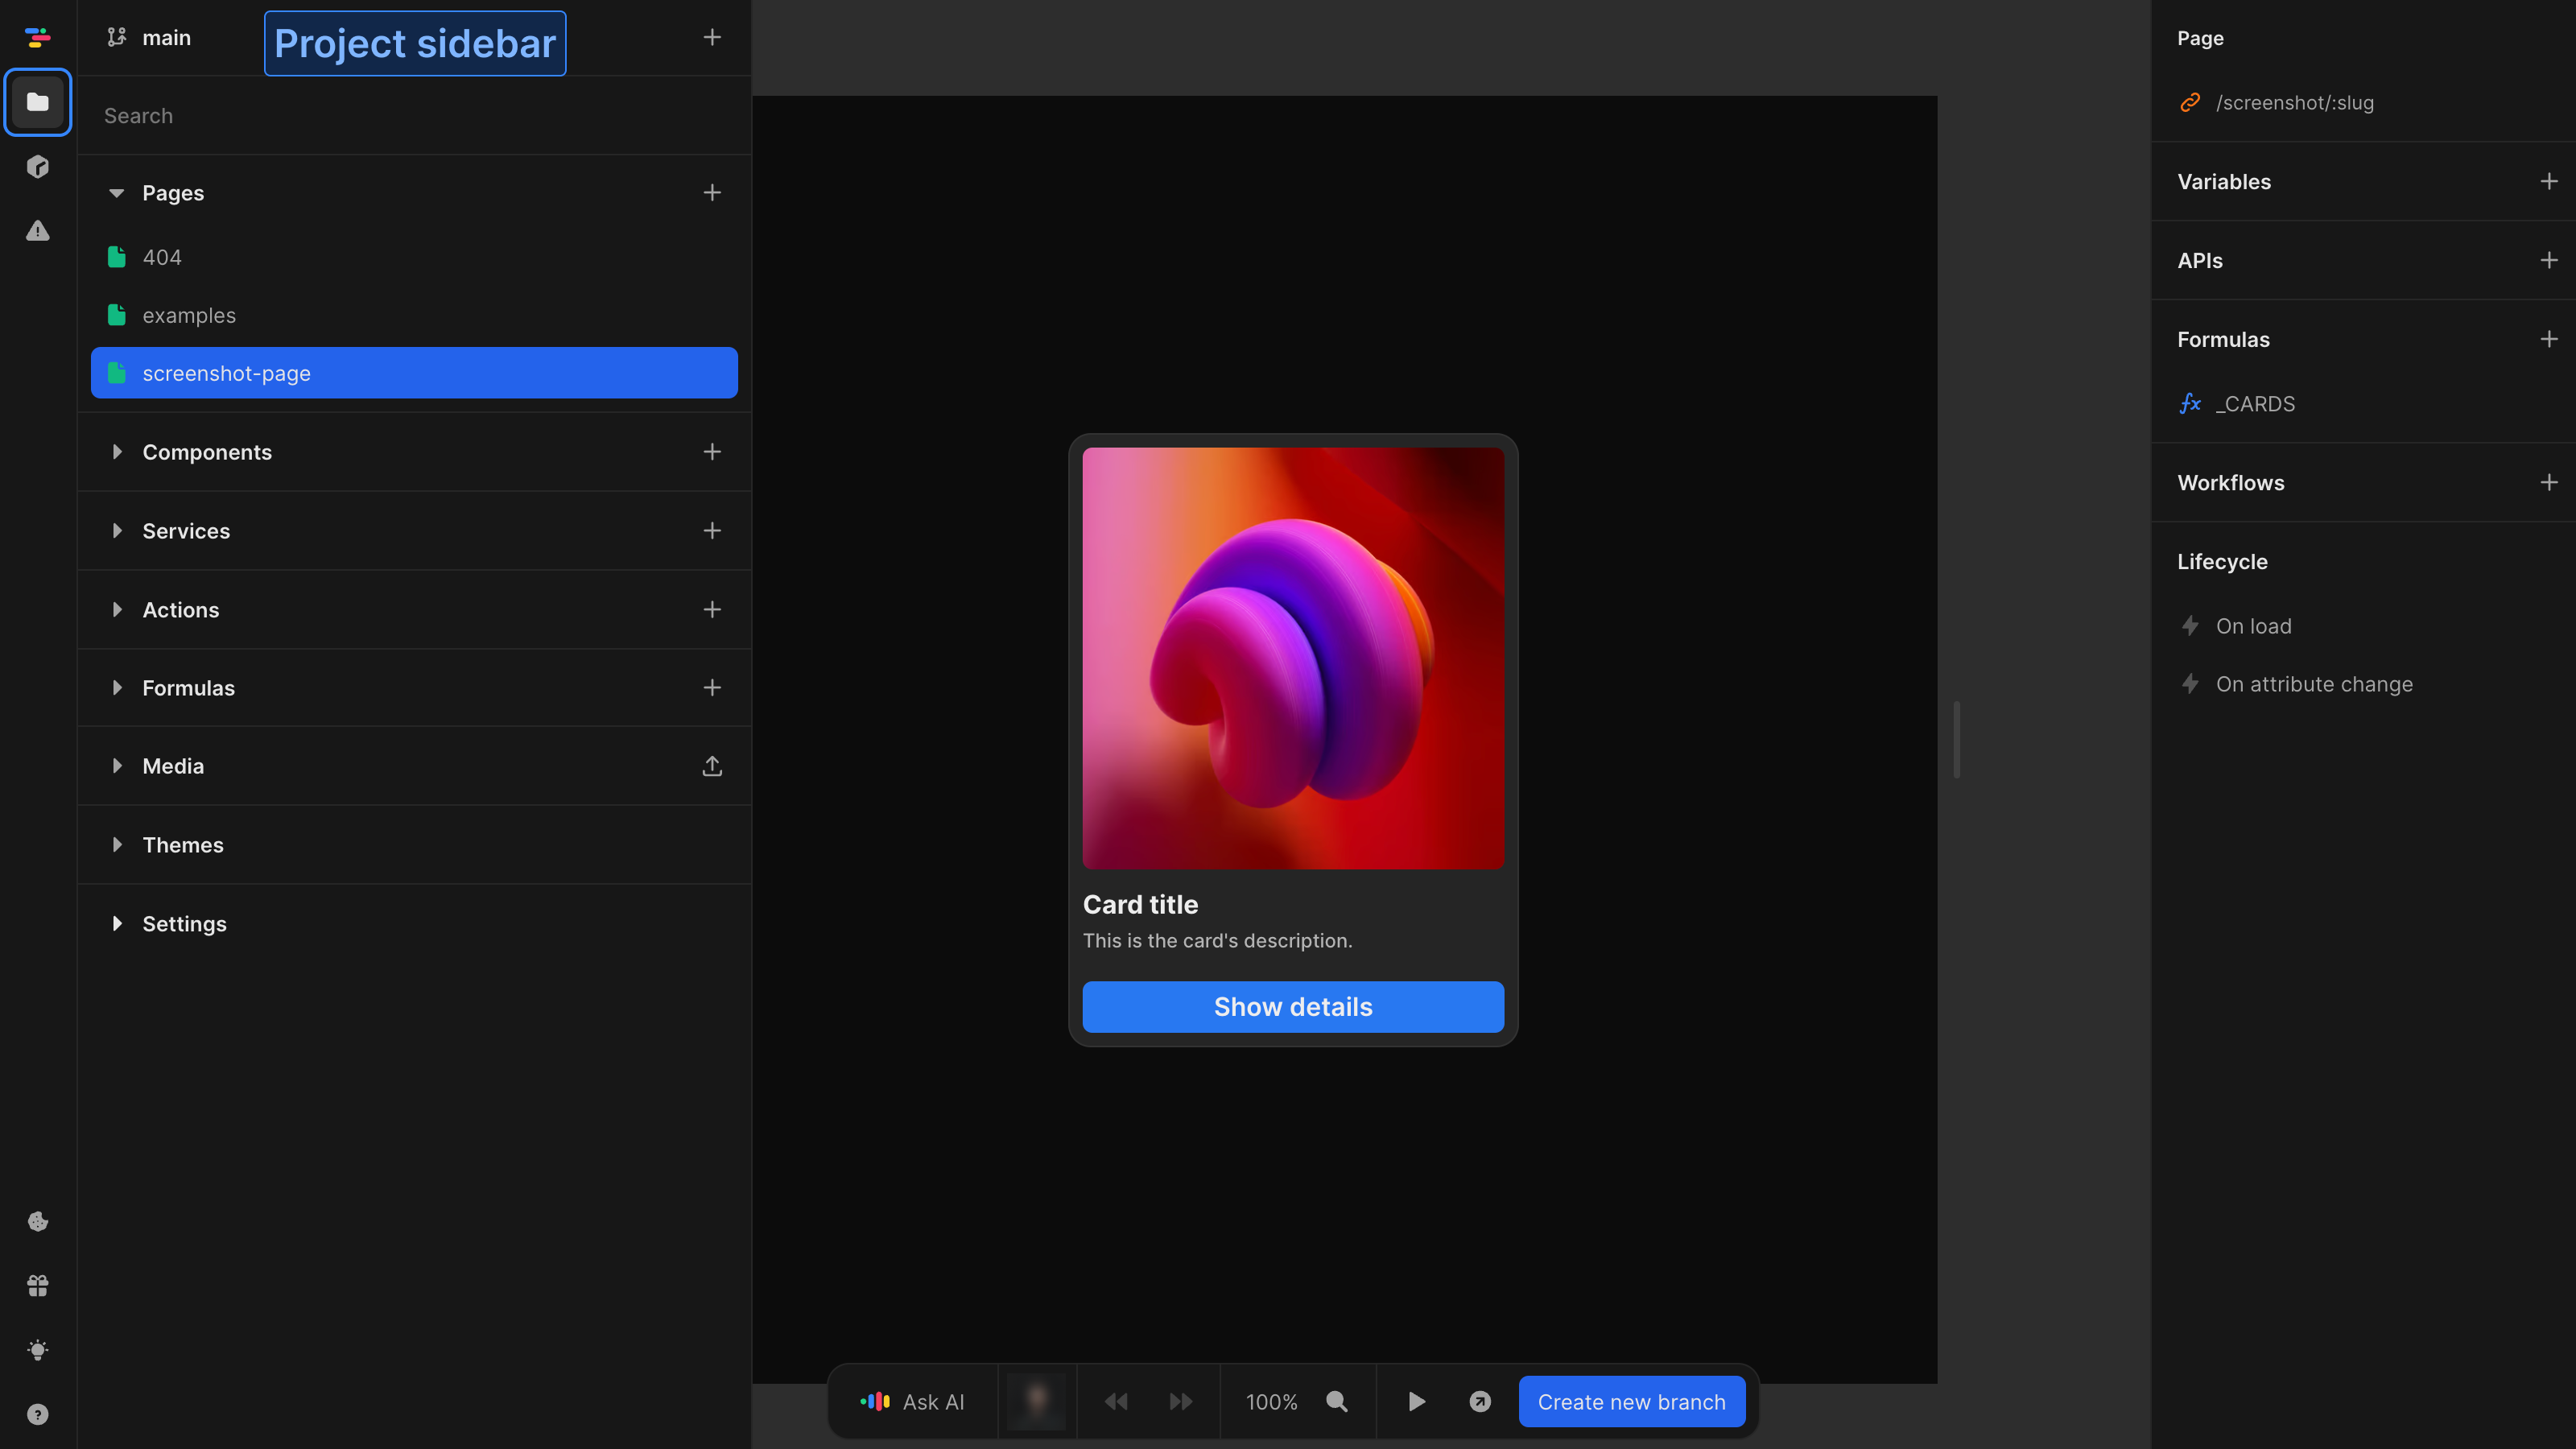 main
Project sidebar
Search
Pages
404
examples
screenshot-page
Components
Services
Actions
Formulas
Media
Themes
Settings
Card title
This is the card's description.
Show details
Ask AI
100%
Create new branch
Page
/screenshot/:slug
Variables
APIs
Formulas
fx _CARDS
Workflows
Lifecycle
On load
On attribute change